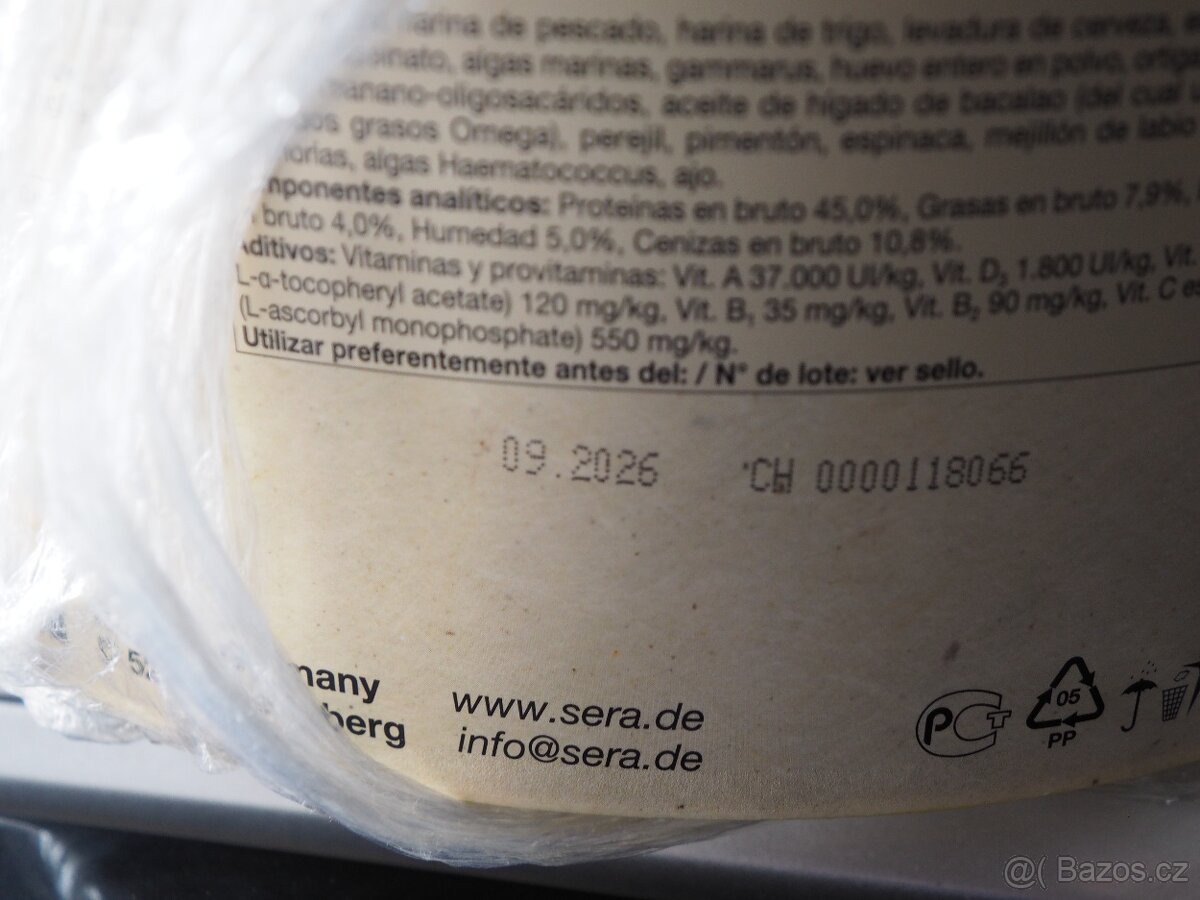 harina de pescado, harina de trigo, levadura de cerveza,
algas marinas, gammarus, huevo entero en polvo,
manano-oligosacáridos, aceite de hígado de bacalao (del cual
grasos Omega), perejil, pimentón, espinaca, mejillón de labio
algas Haematococcus, ajo.
mponentes analíticos: Proteínas en bruto 45,0%, Grasas en bruto 7,9%,
bruto 4,0%, Humedad 5,0%, Cenizas en bruto 10,8%.
Aditivos: Vitaminas y provitaminas: Vit. A 37.000 UI/kg, Vit. D₃ 1.800 UI/kg, Vit.
L-α-tocopheryl acetate) 120 mg/kg, Vit. B₁ 35 mg/kg, Vit. B₂ 90 mg/kg, Vit. C es
(L-ascorbyl monophosphate) 550 mg/kg.
Utilizar preferentemente antes del: / N° de lote: ver sello.
09.2026 CH 0000118066
many
berg
www.sera.de
info@sera.de
PCT
05
PP
@( Bazos.cz